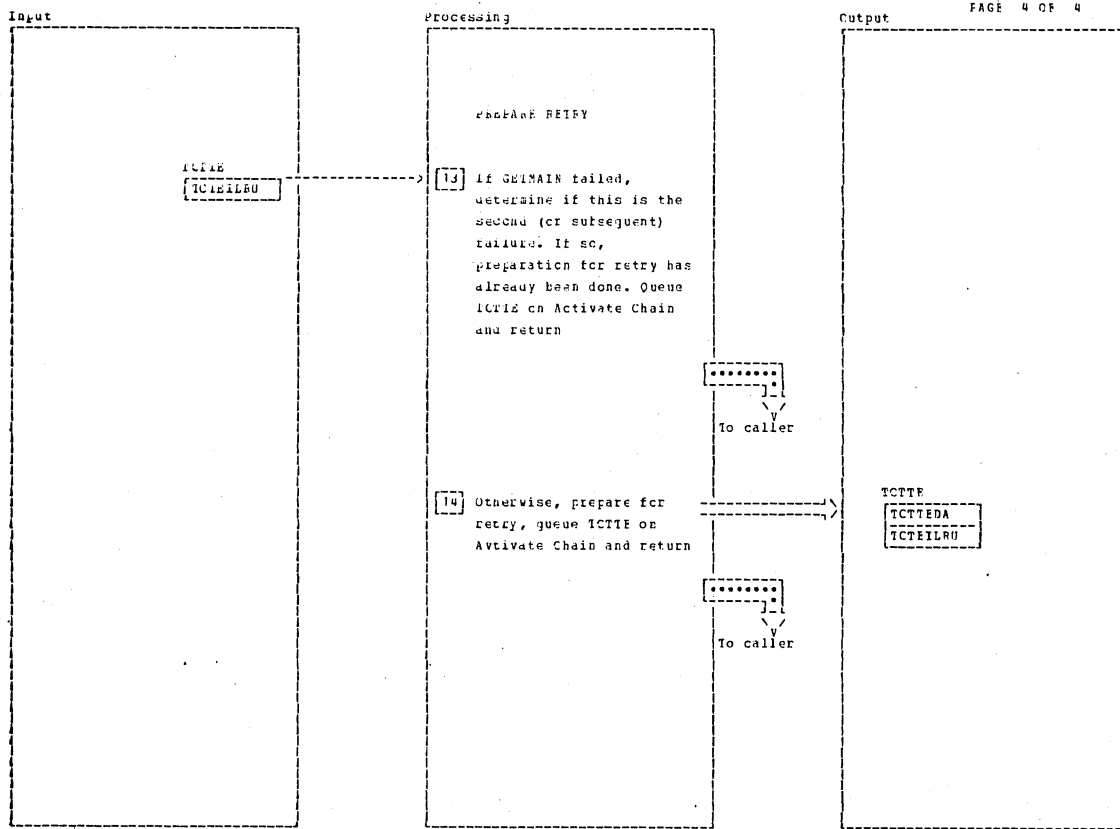 PAGE 4 OF 4
Input
Processing
Output
PREPARE RETRY
TCTTE
TCTEILRU
13 If GETMAIN failed,
determine if this is the
second (or subsequent)
failure. If so,
preparation for retry has
already been done. Queue
TCTTE on Activate Chain
and return
To caller
14 Otherwise, prepare for
retry, queue TCTTE on
Avtivate Chain and return
TCTTE
TCTTEDA
TCTEILRU
To caller